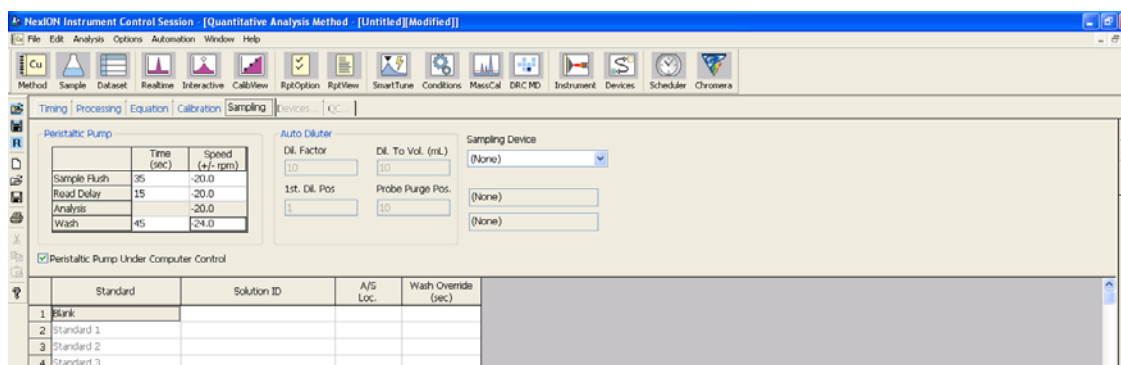 NexION Instrument Control Session - [Quantitative Analysis Method - [Untitled][Modified]]
File Edit Analysis Options Automation Window Help
Cu
Method Sample Dataset Realtime Interactive CalibView RptOption RptView SmartTune Conditions MassCal DRC MD Instrument Devices Scheduler Chromera
Timing Processing Equation Calibration Sampling Devices... QC...
R
Peristaltic Pump
Time (sec) Speed (+/- rpm)
Sample Flush 35 -20.0
Read Delay 15 -20.0
Analysis -20.0
Wash 45 -24.0
Peristaltic Pump Under Computer Control
Auto Diluter
Dil. Factor Dil. To Vol. (mL)
10 10
1st. Dil. Pos Probe Purge Pos.
1 10
Sampling Device
(None)
(None)
(None)
Standard Solution ID A/S Loc. Wash Override (sec)
1 Blank
2 Standard 1
3 Standard 2
4 Standard 3